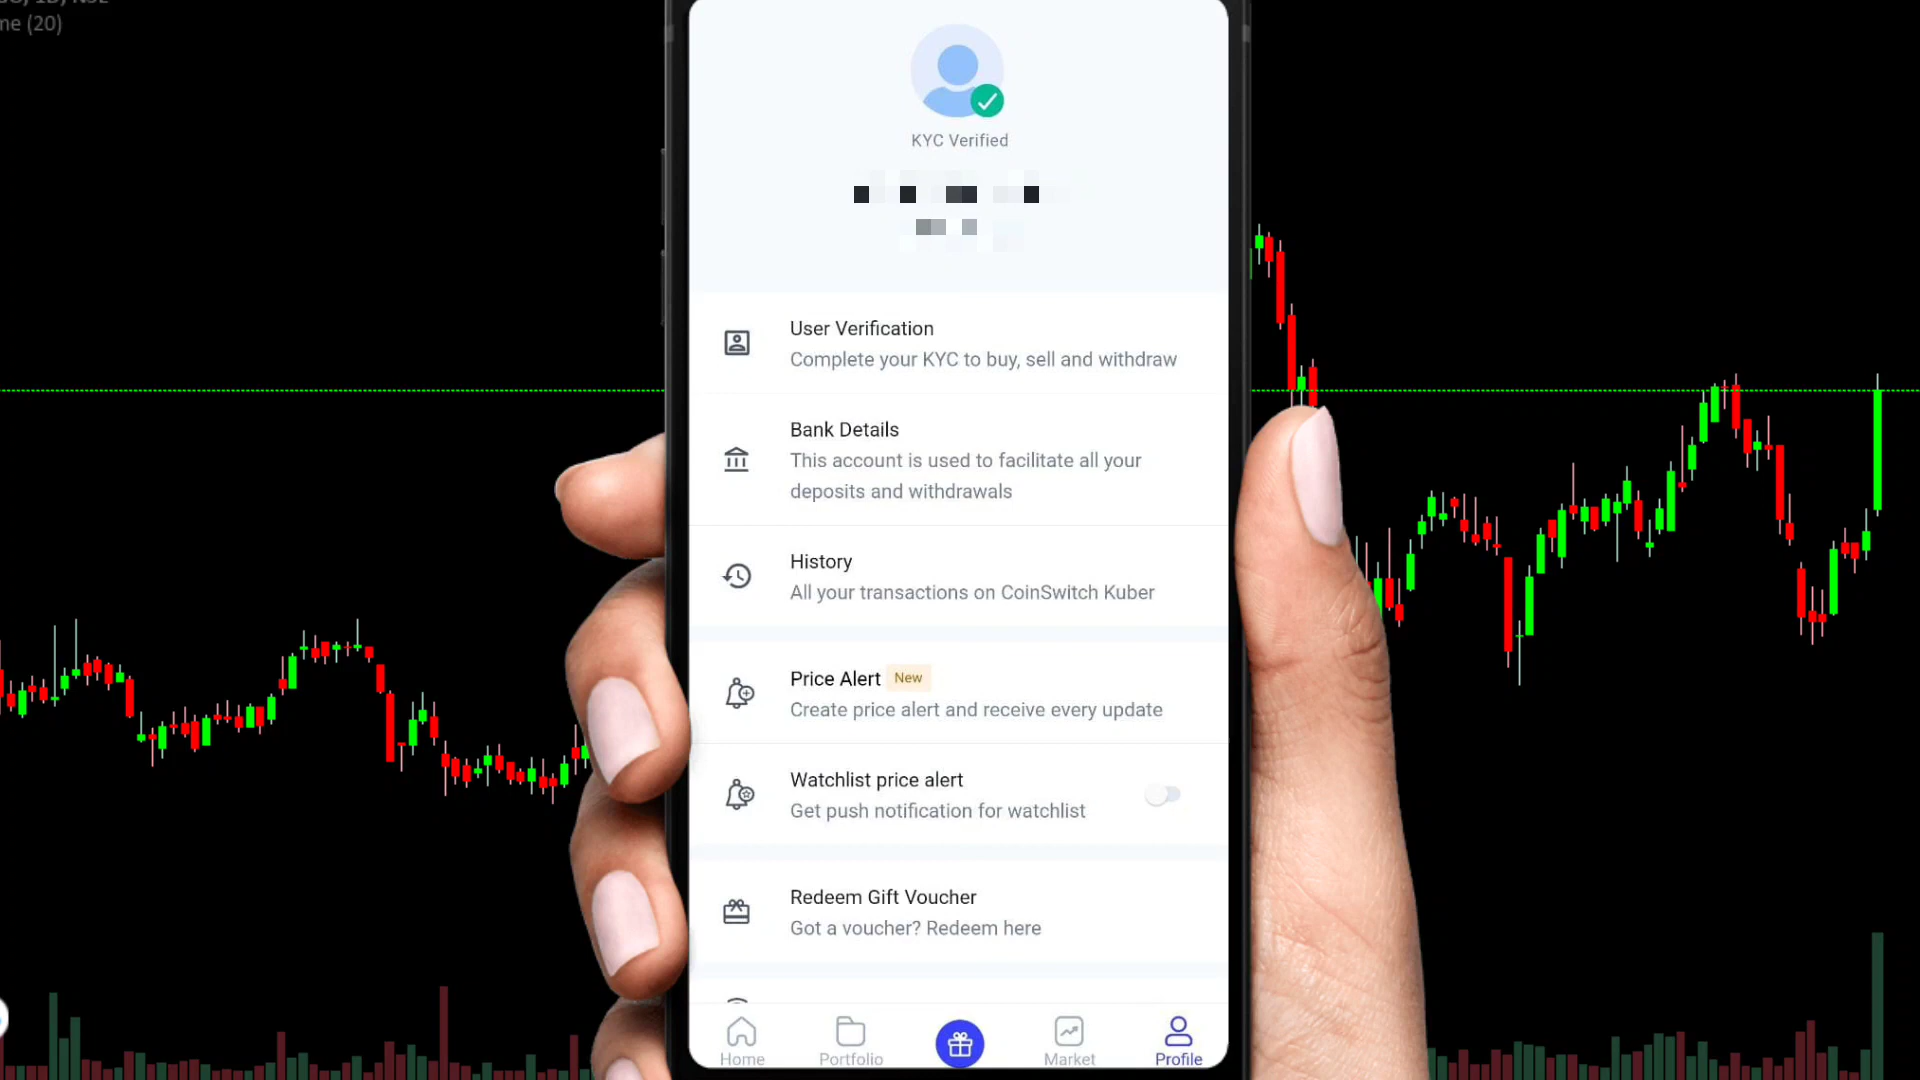 me (20)
KYC Verified
User Verification
Complete your KYC to buy, sell and withdraw
Bank Details
This account is used to facilitate all your
deposits and withdrawals
History
All your transactions on CoinSwitch Kuber
Price Alert New
Create price alert and receive every update
Watchlist price alert
Get push notification for watchlist
Redeem Gift Voucher
Got a voucher? Redeem here
Home
Portfolio
Market
Profile